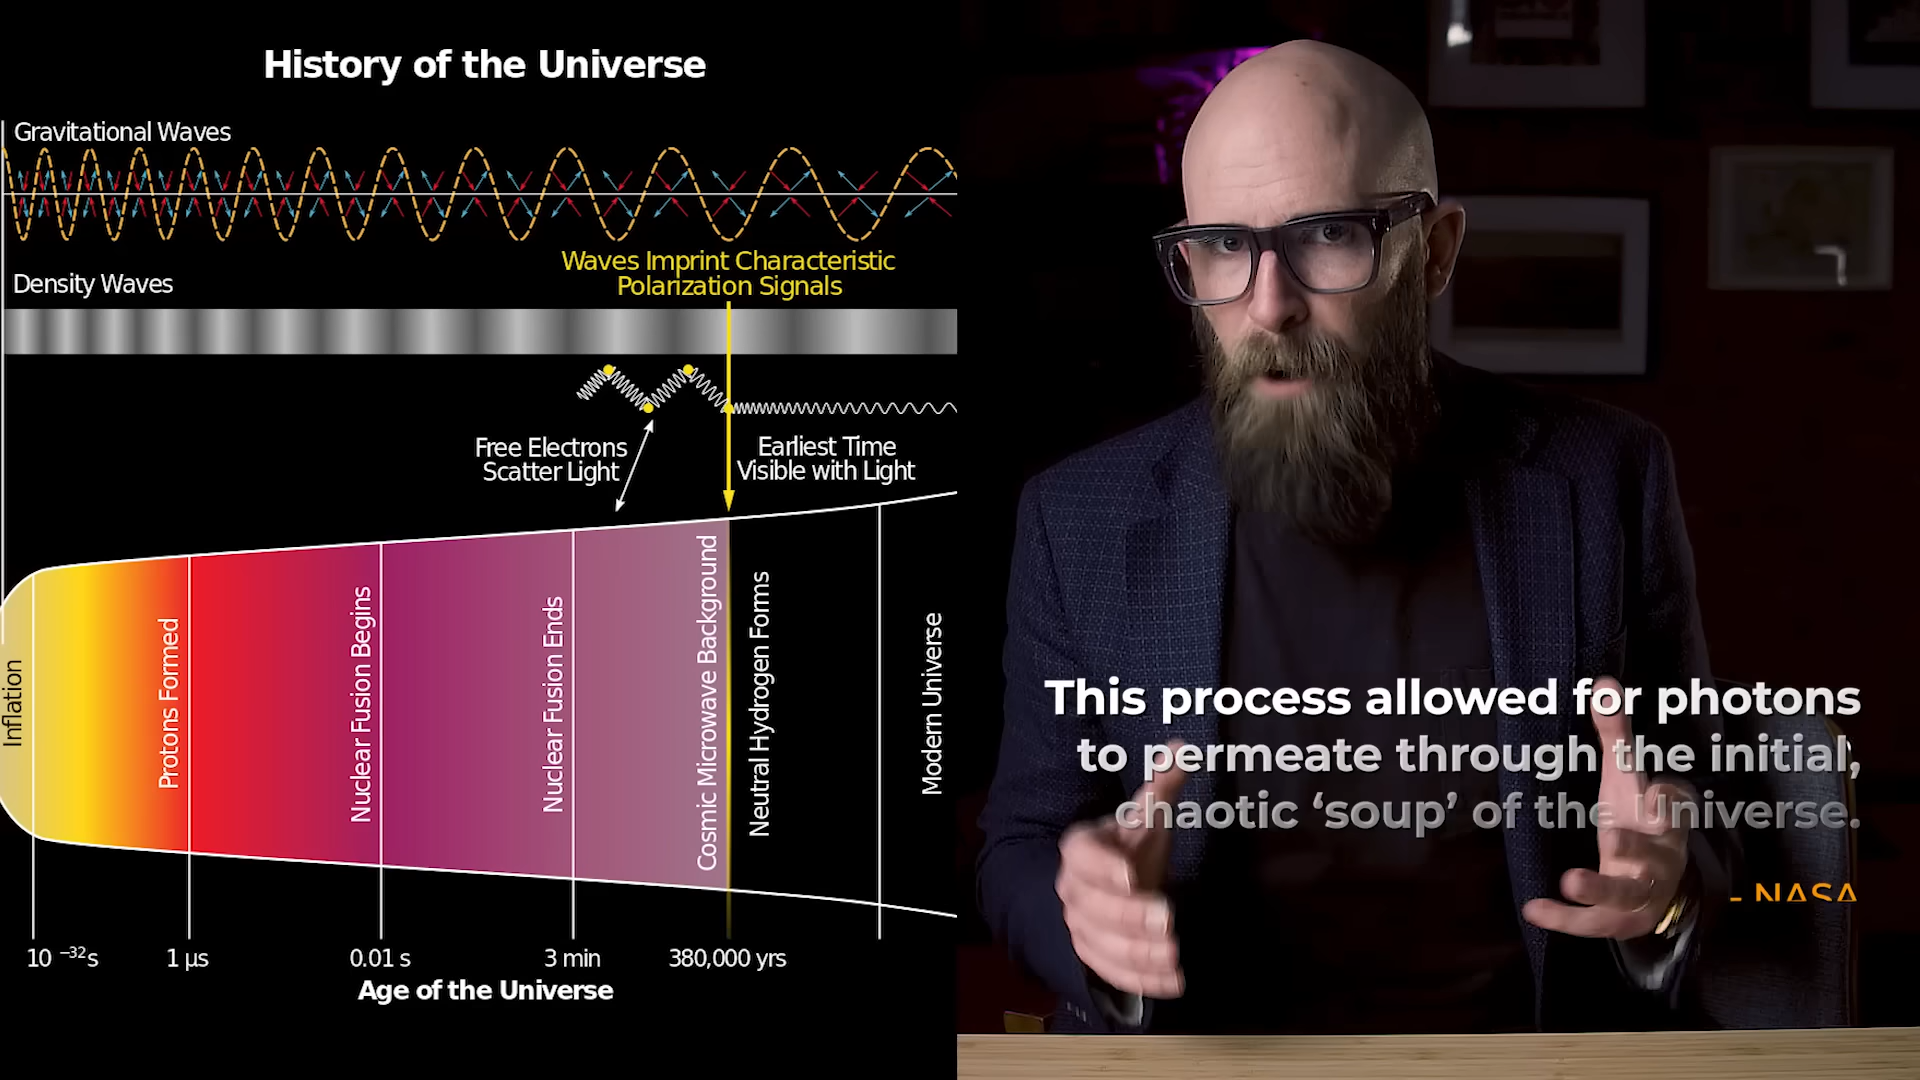 History of the Universe
Gravitational Waves
Waves Imprint Characteristic
Polarization Signals
Density Waves
Free Electrons
Scatter Light
Earliest Time
Visible with Light
Inflation
Protons Formed
Nuclear Fusion Begins
Nuclear Fusion Ends
Cosmic Microwave Background
Neutral Hydrogen Forms
Modern Universe
10 ⁻³²s
1 µs
0.01 s
3 min
380,000 yrs
Age of the Universe
This process allowed for photons
to permeate through the initial,
chaotic ‘soup’ of the Universe.
- NASA